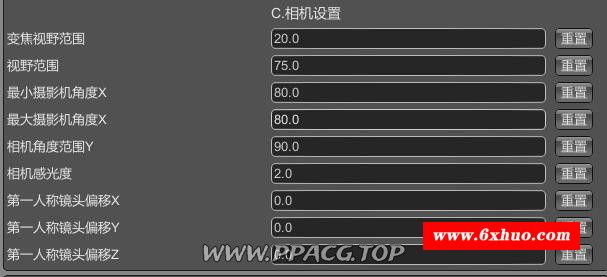 C.相机设置
变焦视野范围 20.0 重置
视野范围 75.0 重置
最小摄影机角度X 80.0 重置
最大摄影机角度X 80.0 重置
相机角度范围Y 90.0 重置
相机感光度 2.0 重置
第一人称镜头偏移X 0.0 重置
第一人称镜头偏移Y 0.0 重置
www.6xhuo.com
第一人称镜头偏移Z 0.0 重置
WWW.PPACG.TOP